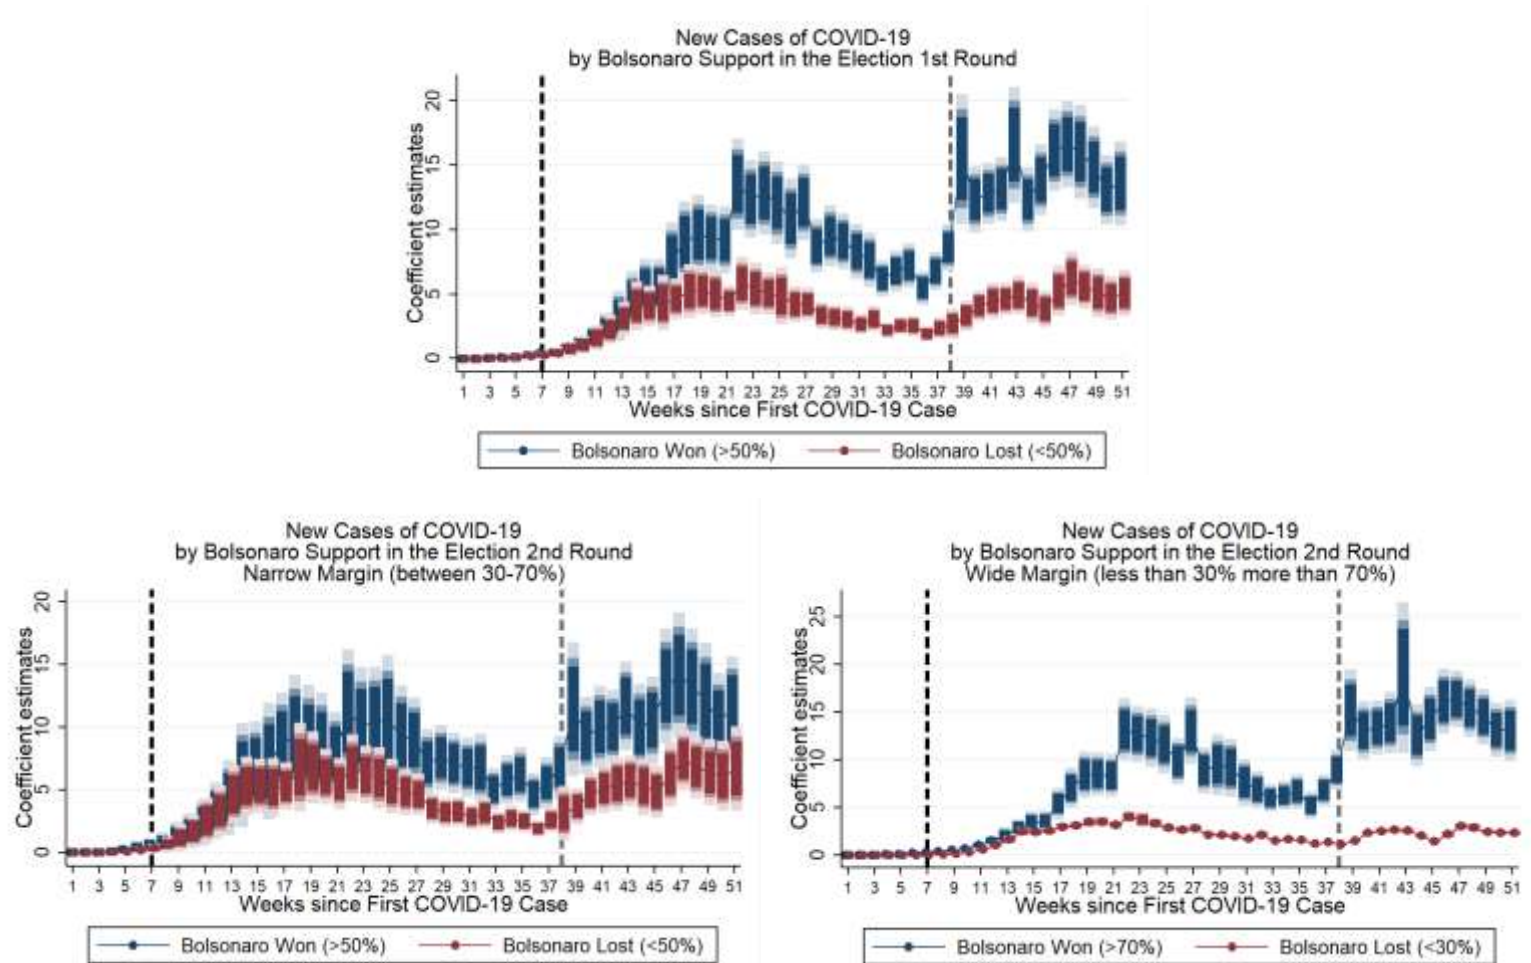 New Cases of COVID-19
by Bolsonaro Support in the Election 1st Round
Coefficient estimates
20
15
10
5
0
1 3 5 7 9 11 13 15 17 19 21 23 25 27 29 31 33 35 37 39 41 43 45 47 49 51
Weeks since First COVID-19 Case
Bolsonaro Won (>50%) Bolsonaro Lost (<50%)
New Cases of COVID-19
by Bolsonaro Support in the Election 2nd Round
Narrow Margin (between 30-70%)
Coefficient estimates
20
15
10
5
0
1 3 5 7 9 11 13 15 17 19 21 23 25 27 29 31 33 35 37 39 41 43 45 47 49 51
Weeks since First COVID-19 Case
Bolsonaro Won (>50%) Bolsonaro Lost (<50%)
New Cases of COVID-19
by Bolsonaro Support in the Election 2nd Round
Wide Margin (less than 30% more than 70%)
Coefficient estimates
25
20
15
10
5
0
1 3 5 7 9 11 13 15 17 19 21 23 25 27 29 31 33 35 37 39 41 43 45 47 49 51
Weeks since First COVID-19 Case
Bolsonaro Won (>70%) Bolsonaro Lost (<30%)